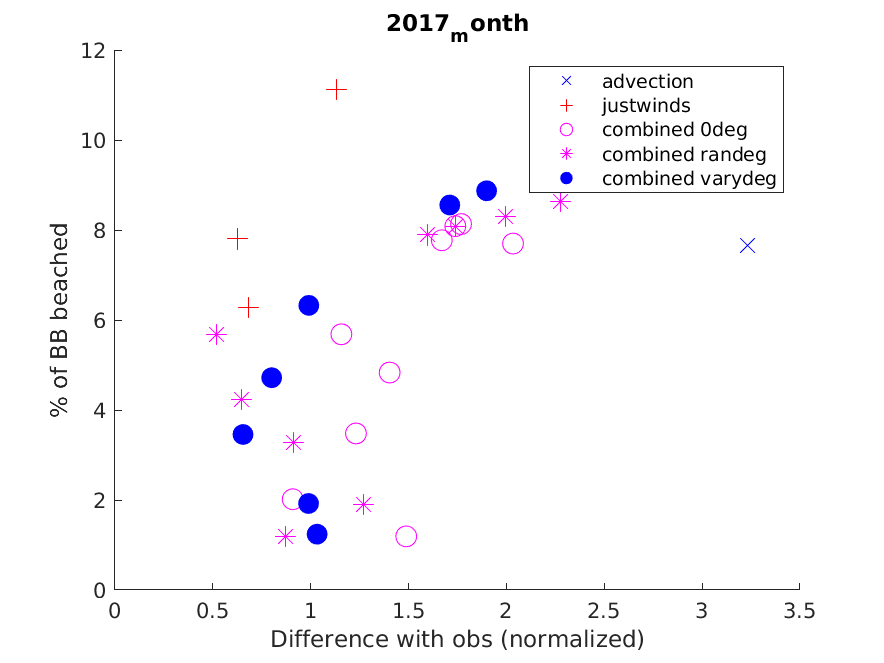 2017month
12
10
8
6
4
2
0
% of BB beached
advection
justwinds
combined 0deg
combined randeg
combined varydeg
0 0.5 1 1.5 2 2.5 3 3.5
Difference with obs (normalized)